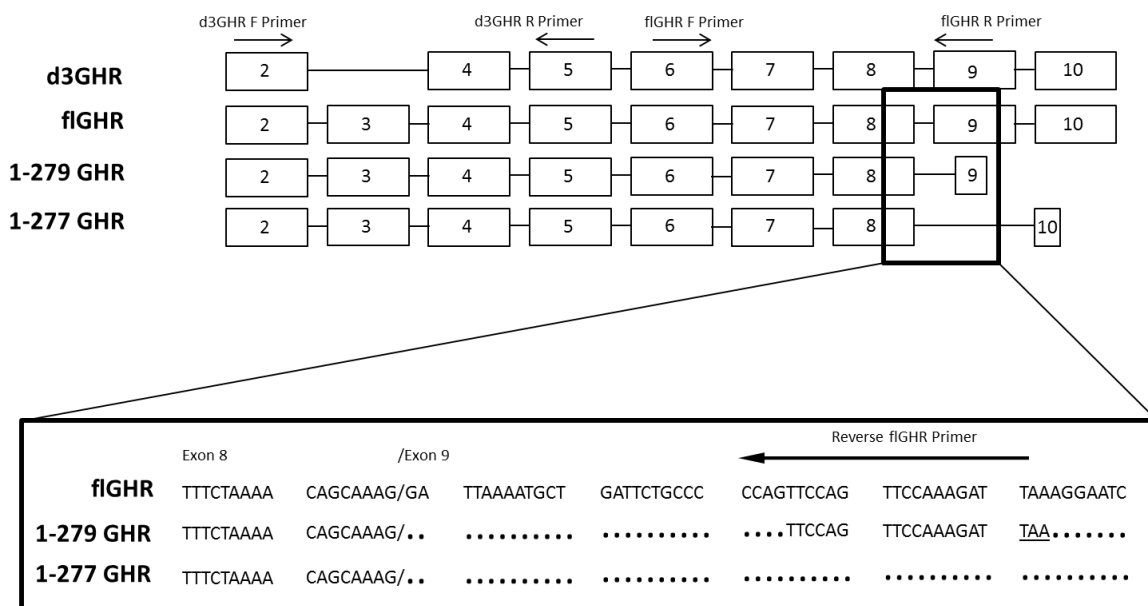 d3GHR F Primer d3GHR R Primer flGHR F Primer flGHR R Primer
d3GHR 2 4 5 6 7 8 9 10
flGHR 2 3 4 5 6 7 8 9 10
1-279 GHR 2 3 4 5 6 7 8 9
1-277 GHR 2 3 4 5 6 7 8 10
Reverse flGHR Primer
Exon 8 /Exon 9
flGHR TTTCTAAAA CAGCAAAG/GA TTAAAATGCT GATTCTGCCC CCAGTTCCAG TTCCAAAGAT TAAAGGAATC
1-279 GHR TTTCTAAAA CAGCAAAG/.. .......... .......... ....TTCCAG TTCCAAAGAT TAA.......
1-277 GHR TTTCTAAAA CAGCAAAG/.. .......... .......... .......... .......... ..........